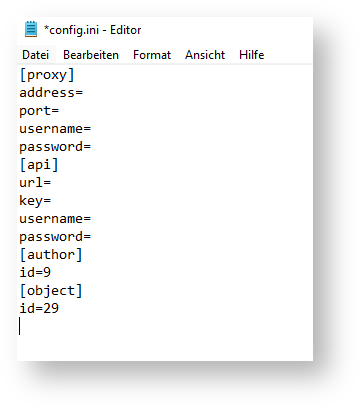 *config.ini - Editor
Datei Bearbeiten Format Ansicht Hilfe
[proxy]
address=
port=
username=
password=
[api]
url=
key=
username=
password=
[author]
id=9
[object]
id=29